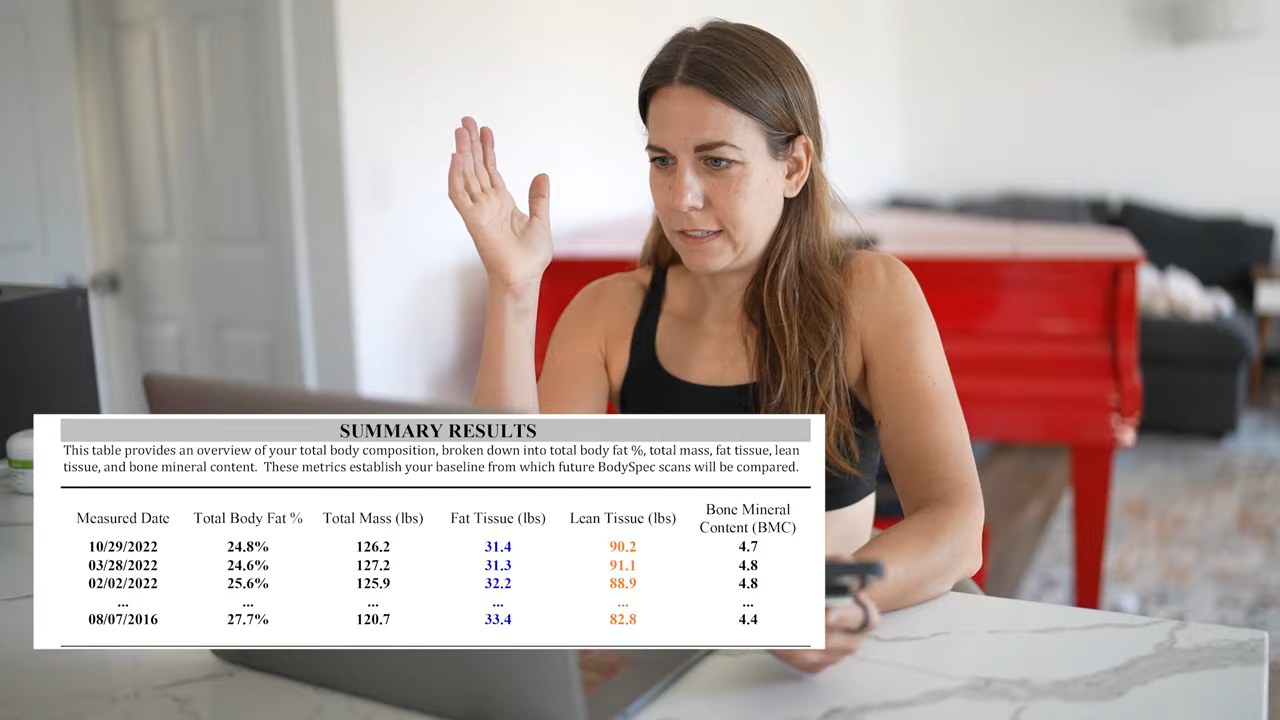 SUMMARY RESULTS
This table provides an overview of your total body composition, broken down into total body fat %, total mass, fat tissue, lean
tissue, and bone mineral content. These metrics establish your baseline from which future BodySpec scans will be compared.
Measured Date Total Body Fat % Total Mass (lbs) Fat Tissue (lbs) Lean Tissue (lbs) Bone Mineral Content (BMC)
10/29/2022 24.8% 126.2 31.4 90.2 4.7
03/28/2022 24.6% 127.2 31.3 91.1 4.8
02/02/2022 25.6% 125.9 32.2 88.9 4.8
... ... ... ... ... ...
08/07/2016 27.7% 120.7 33.4 82.8 4.4